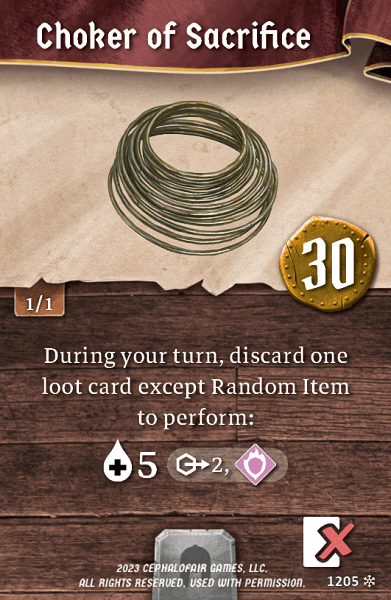 Choker of Sacrifice
30
1/1
During your turn, discard one
loot card except Random Item
to perform:
5 2,
2023 CEPHALOFAIR GAMES, LLC.
ALL RIGHTS RESERVED. USED WITH PERMISSION.
1205